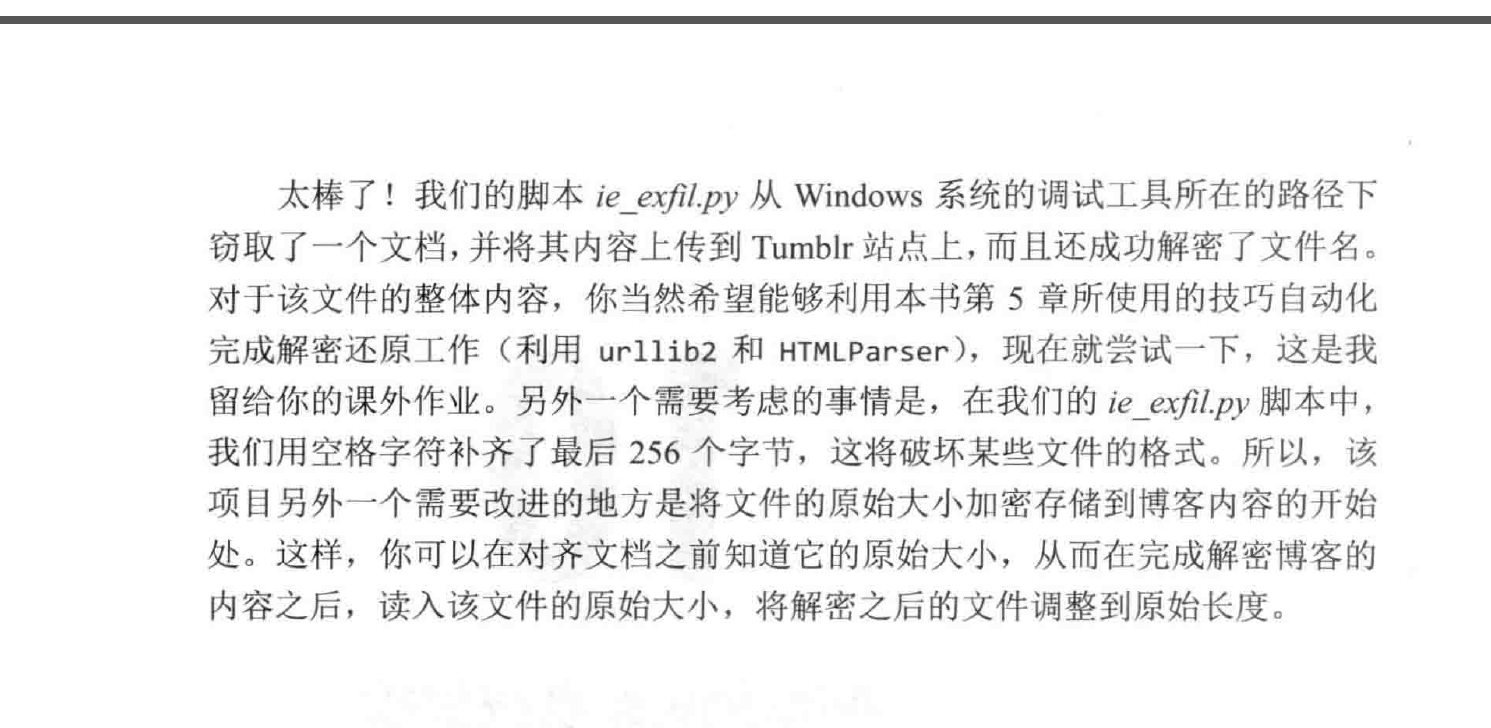 太棒了！我们的脚本 ie_exfil.py 从 Windows 系统的调试工具所在的路径下
窃取了一个文档，并将其内容上传到 Tumblr 站点上，而且还成功解密了文件名。
对于该文件的整体内容，你当然希望能够利用本书第 5 章所使用的技巧自动化
完成解密还原工作（利用 urllib2 和 HTMLParser），现在就尝试一下，这是我
留给你的课外作业。另外一个需要考虑的事情是，在我们的 ie_exfil.py 脚本中，
我们用空格字符补齐了最后 256 个字节，这将破坏某些文件的格式。所以，该
项目另外一个需要改进的地方是将文件的原始大小加密存储到博客内容的开始
处。这样，你可以在对齐文档之前知道它的原始大小，从而在完成解密博客的
内容之后，读入该文件的原始大小，将解密之后的文件调整到原始长度。